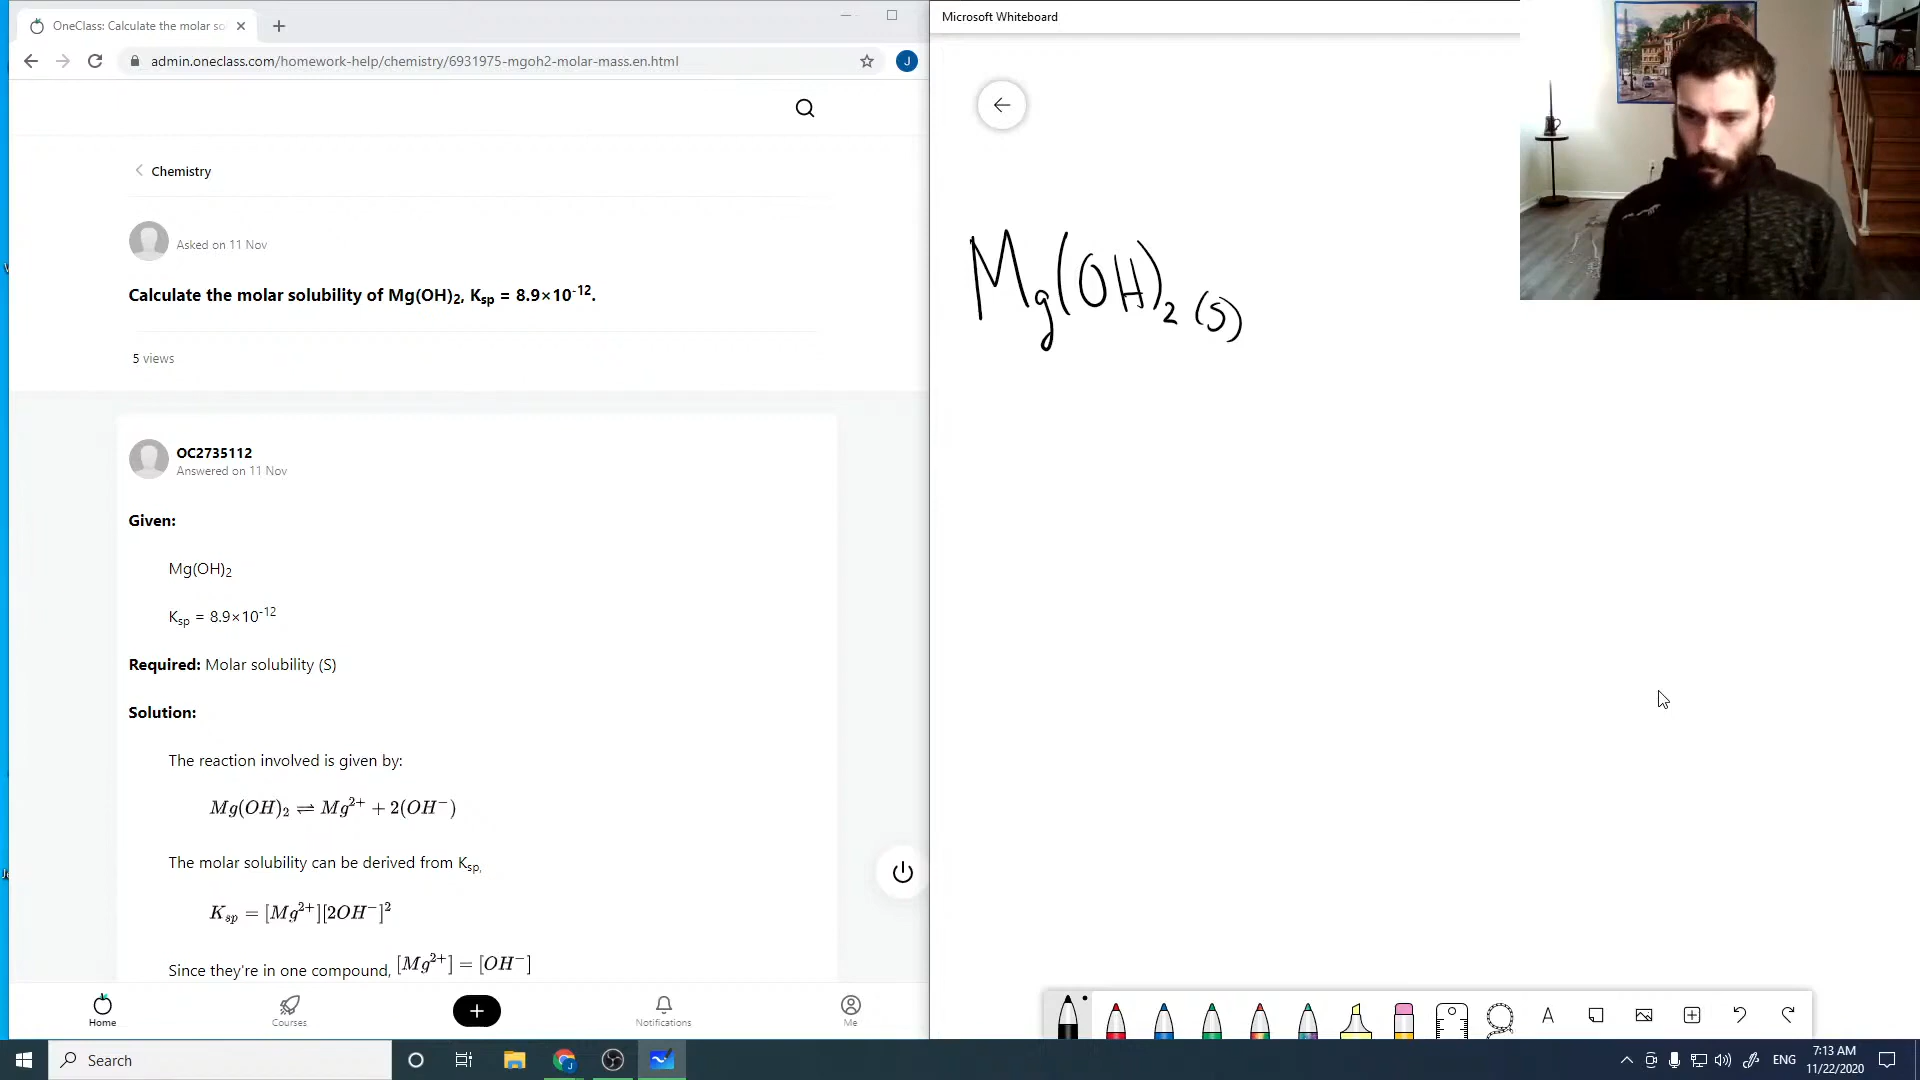 OneClass: Calculate the molar so
admin.oneclass.com/homework-help/chemistry/6931975-mgoh2-molar-mass.en.html
J
Chemistry
Asked on 11 Nov
Calculate the molar solubility of Mg(OH)₂, Kₛₚ = 8.9×10⁻¹².
5 views
OC2735112
Answered on 11 Nov
Given:
Mg(OH)₂
Kₛₚ = 8.9×10⁻¹²
Required: Molar solubility (S)
Solution:
The reaction involved is given by:
Mg(OH)₂ ⇌ Mg²⁺ + 2(OH⁻)
The molar solubility can be derived from Kₛₚ,
Kₛₚ = [Mg²⁺][2OH⁻]²
Since they're in one compound, [Mg²⁺] = [OH⁻]
Home
Courses
Notifications
Me
Microsoft Whiteboard
Mg(OH)₂ (s)
Search
ENG
7:13 AM
11/22/2020